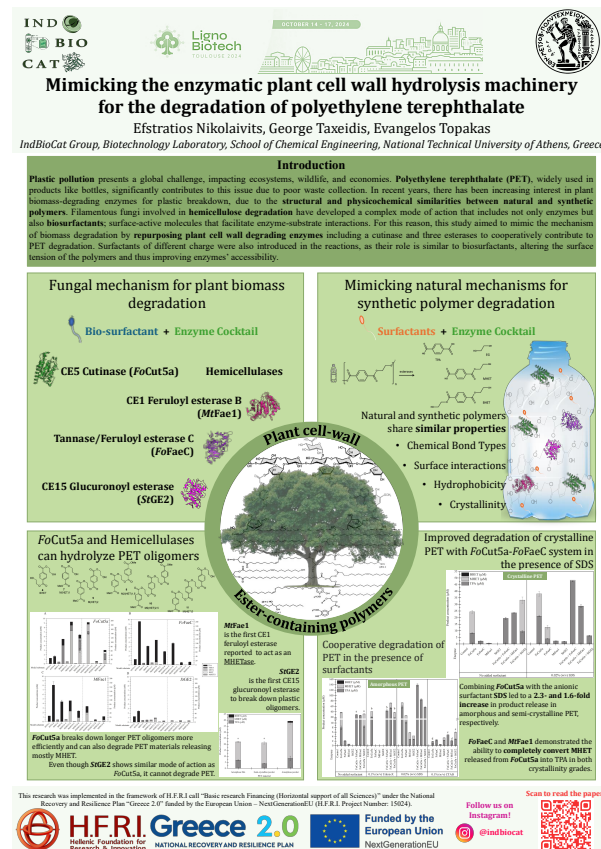 IND
BIO
CAT
Ligno
Biotech
TOULOUSE 2024
OCTOBER 14 - 17, 2024
Mimicking the enzymatic plant cell wall hydrolysis machinery
for the degradation of polyethylene terephthalate
Efstratios Nikolaivits, George Taxeidis, Evangelos Topakas
IndBioCat Group, Biotechnology Laboratory, School of Chemical Engineering, National Technical University of Athens, Greece
Introduction
Plastic pollution presents a global challenge, impacting ecosystems, wildlife, and economies. Polyethylene terephthalate (PET), widely used in
products like bottles, significantly contributes to this issue due to poor waste collection. In recent years, there has been increasing interest in plant
biomass-degrading enzymes for plastic breakdown, due to the structural and physicochemical similarities between natural and synthetic
polymers. Filamentous fungi involved in hemicellulose degradation have developed a complex mode of action that includes not only enzymes but
also biosurfactants; surface-active molecules that facilitate enzyme-substrate interactions. For this reason, this study aimed to mimic the mechanism
of biomass degradation by repurposing plant cell wall degrading enzymes including a cutinase and three esterases to cooperatively contribute to
PET degradation. Surfactants of different charge were also introduced in the reactions, as their role is similar to biosurfactants, altering the surface
tension of the polymers and thus improving enzymes' accessibility.
Fungal mechanism for plant biomass
degradation
Bio-surfactant + Enzyme Cocktail
CE5 Cutinase (FoCut5a) Hemicellulases
CE1 Feruloyl esterase B
(MtFae1)
Tannase/Feruloyl esterase C
(FoFaeC)
CE15 Glucuronoyl esterase
(StGE2)
Mimicking natural mechanisms for
synthetic polymer degradation
Surfactants + Enzyme Cocktail
Natural and synthetic polymers
share similar properties
• Chemical Bond Types
• Surface interactions
• Hydrophobicity
• Crystallinity
Plant cell-wall
Ester-containing polymers
FoCut5a and Hemicellulases
can hydrolyze PET oligomers
FoCut5a
FoFaeC
MtFae1
StGE2
MtFae1
is the first CE1
feruloyl esterase
reported to act as an
MHETase.
StGE2
is the first CE15
glucuronoyl esterase
to break down plastic
oligomers.
FoCut5a breaks down longer PET oligomers more
efficiently and can also degrade PET materials releasing
mostly MHET.
Even though StGE2 shows similar mode of action as
FoCut5a, it cannot degrade PET.
Cooperative degradation of
PET in the presence of
surfactants
Amorphous PET
Improved degradation of crystalline
PET with FoCut5a-FoFaeC system in
the presence of SDS
Crystalline PET
Combining FoCut5a with the anionic
surfactant SDS led to a 2.3- and 1.6-fold
increase in product release in
amorphous and semi-crystalline PET,
respectively.
FoFaeC and MtFae1 demonstrated the
ability to completely convert MHET
released from FoCut5a into TPA in both
crystallinity grades.
This research was implemented in the framework of H.F.R.I call "Basic research Financing (Horizontal support of all Sciences)" under the National
Recovery and Resilience Plan "Greece 2.0" funded by the European Union – NextGenerationEU (H.F.R.I. Project Number: 15024).
H.F.R.I.
Hellenic Foundation for
Research & Innovation
Greece 2.0
NATIONAL RECOVERY AND RESILIENCE PLAN
Funded by the
European Union
NextGenerationEU
Follow us on
Instagram!
@indbiocat
Scan to read the paper